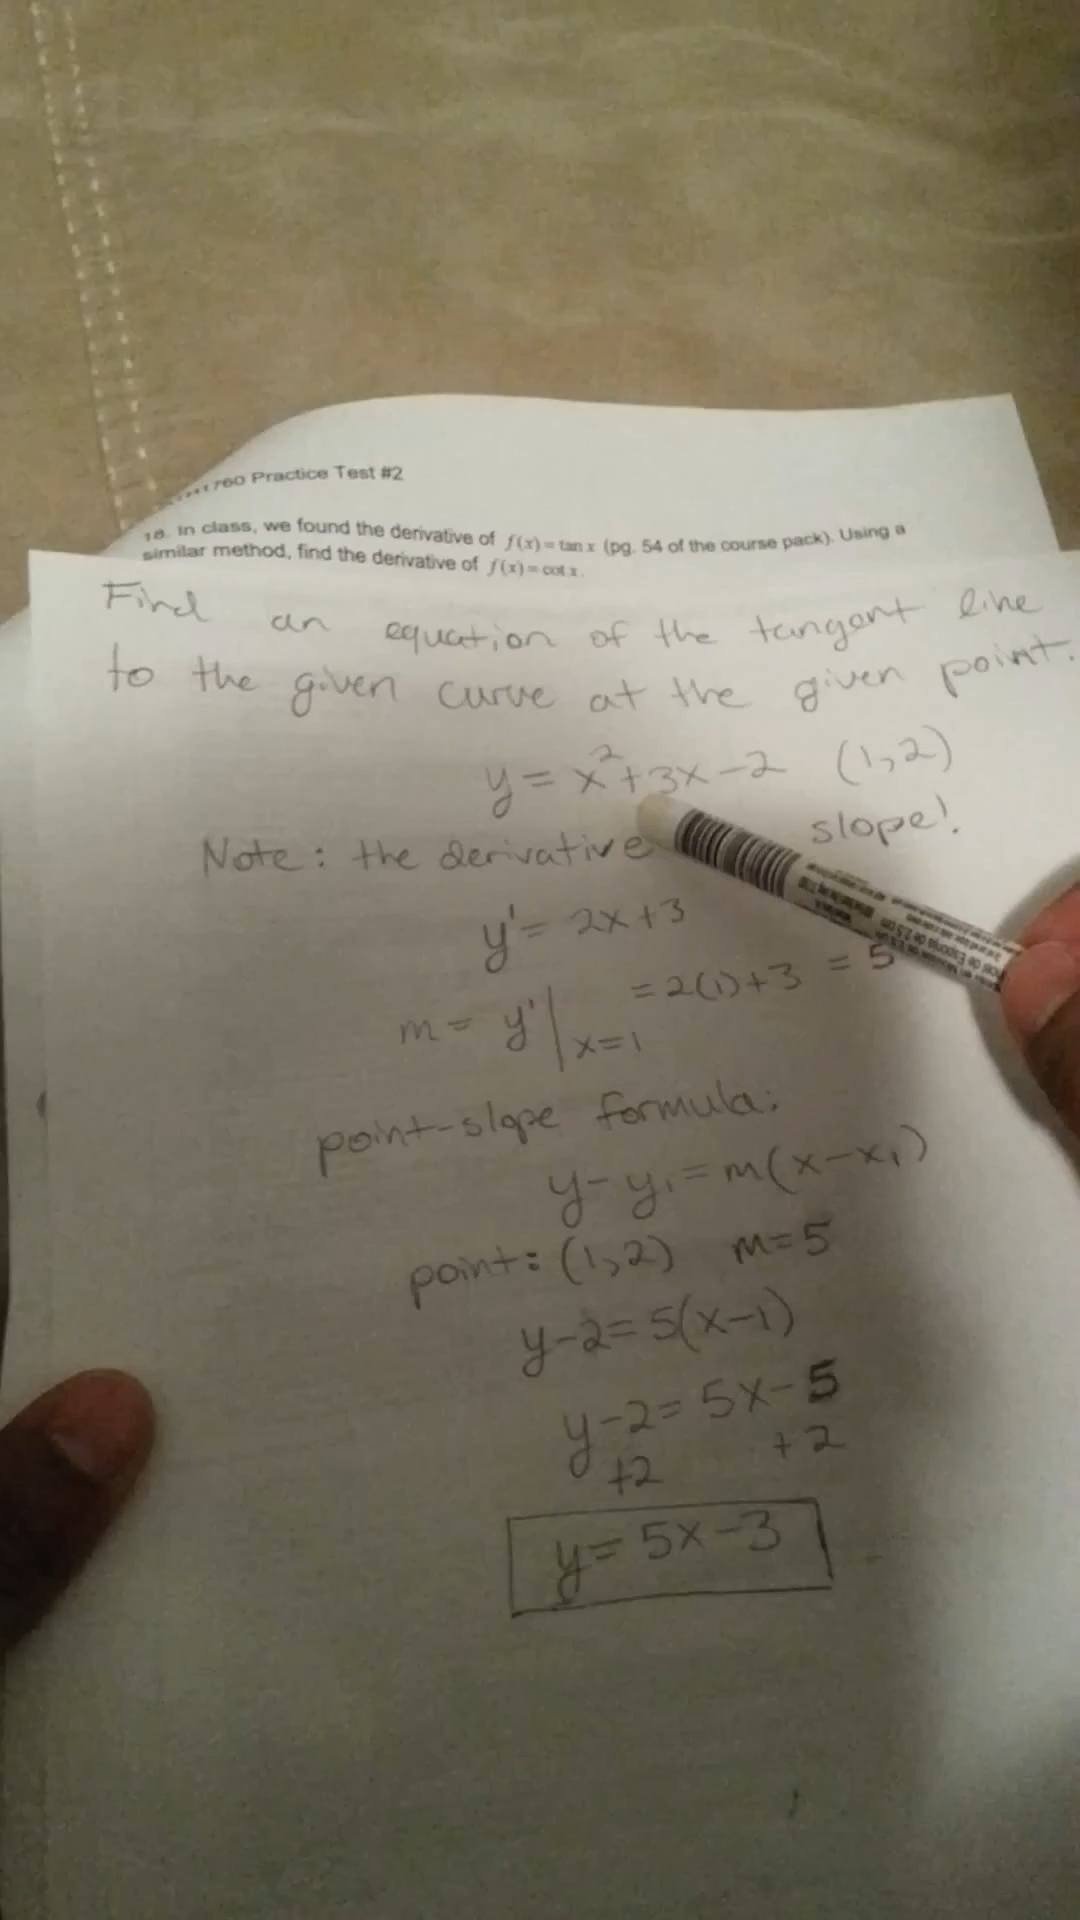 1760 Practice Test #2
18. In class, we found the derivative of f(x)=tan x (pg. 54 of the course pack). Using a
similar method, find the derivative of f(x)=cot x.
Find an equation of the tangent line
to the given curve at the given point.
y = x²+3x-2 (1,2)
Note: the derivative slope!
y' = 2x+3
m = y'|x=1 = 2(1)+3 = 5
point-slope formula:
y-y₁=m(x-x₁)
point: (1,2) m=5
y-2=5(x-1)
y-2=5x-5
+2 +2
y=5x-3